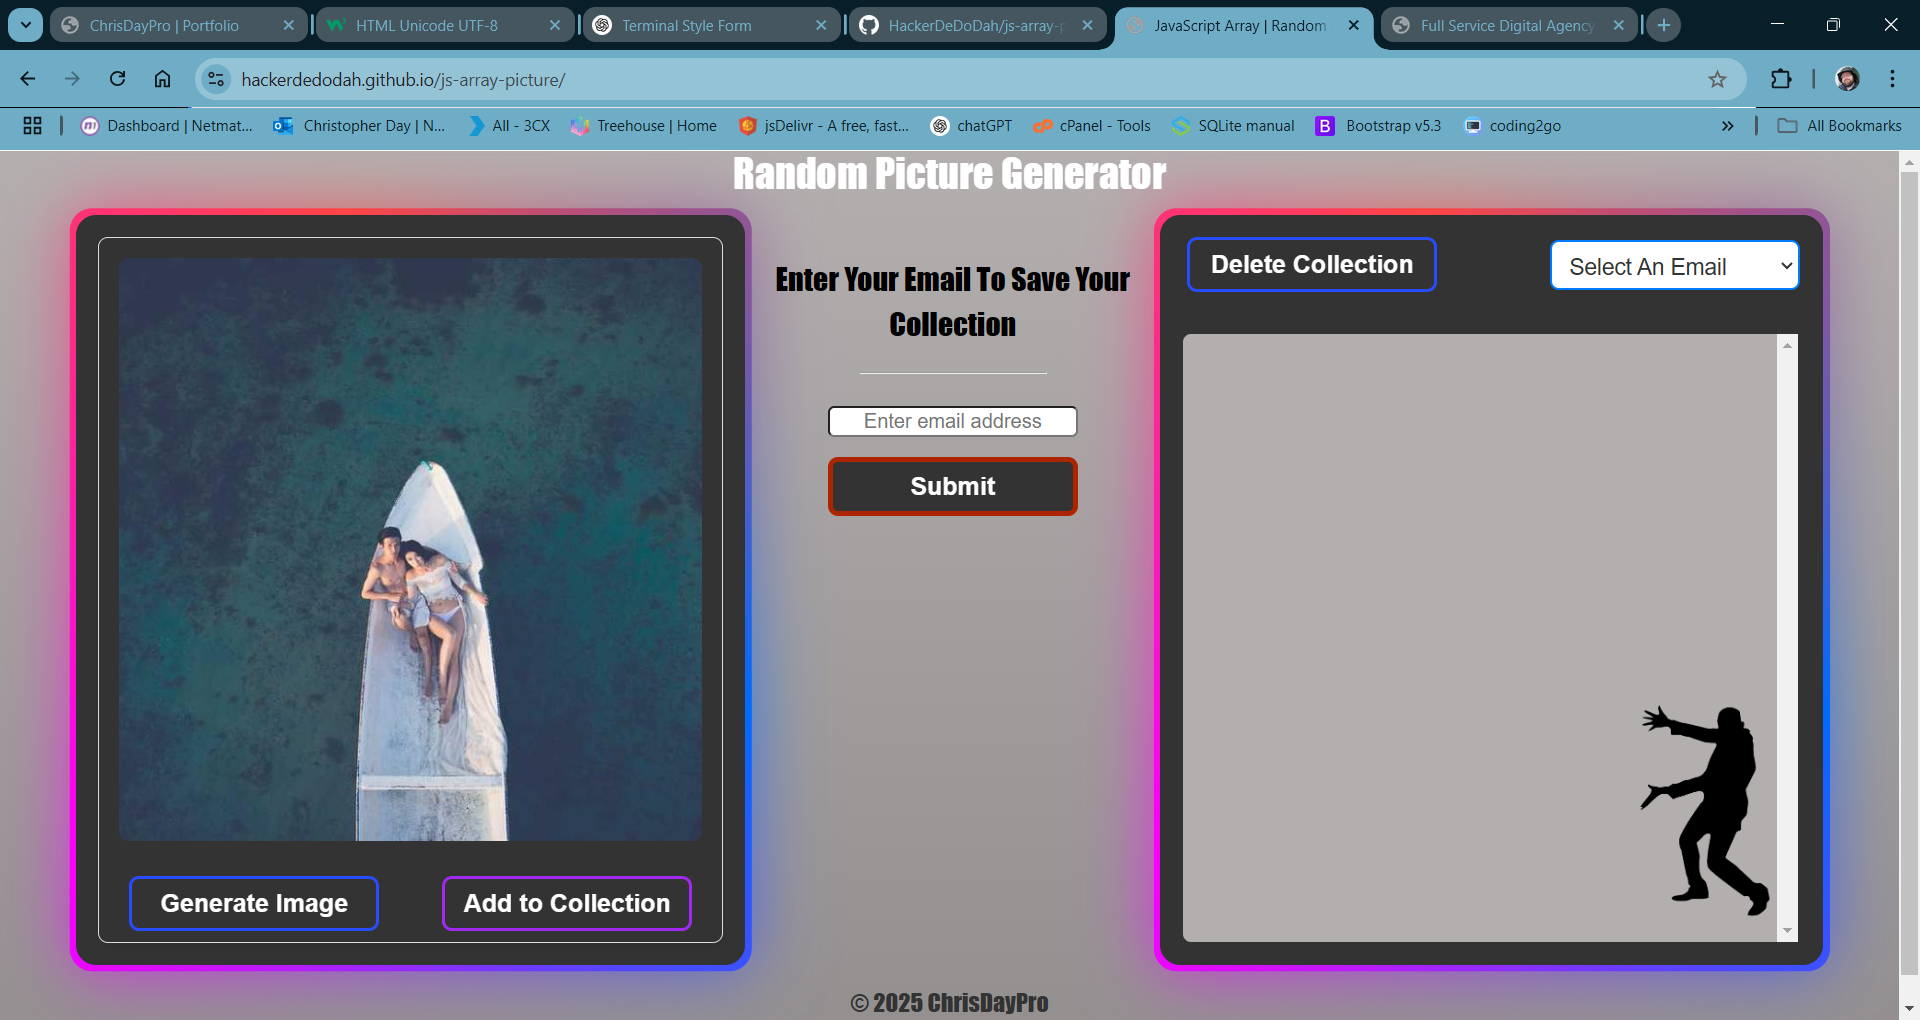 ChrisDayPro | Portfolio
HTML Unicode UTF-8
Terminal Style Form
HackerDeDoDah/js-array-p
JavaScript Array | Random
Full Service Digital Agency
hackerdedodah.github.io/js-array-picture/
Dashboard | Netmat...
Christopher Day | N...
All - 3CX
Treehouse | Home
jsDelivr - A free, fast...
chatGPT
cPanel - Tools
SQLite manual
B
Bootstrap v5.3
coding2go
All Bookmarks
Random Picture Generator
Enter Your Email To Save Your
Collection
Enter email address
Submit
Generate Image
Add to Collection
Delete Collection
Select An Email
© 2025 ChrisDayPro